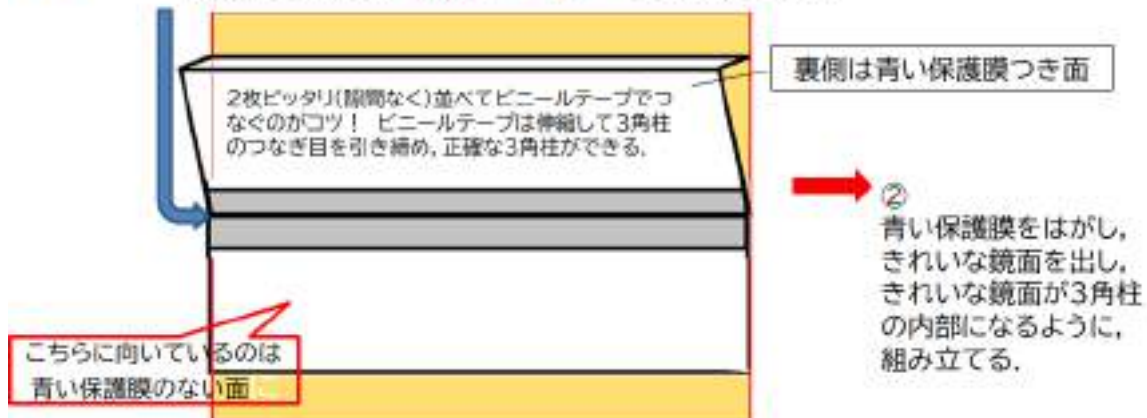 裏側は青い保護膜つき面
2枚ピッタリ(隙間なく)並べてビニールテープでつ
なぐのがコツ！ ビニールテープは伸縮して3角柱
のつなぎ目を引き締め,正確な3角柱ができる.
②
青い保護膜をはがし,
きれいな鏡面を出し,
きれいな鏡面が3角柱
の内部になるように,
組み立てる.
こちらに向いているのは
青い保護膜のない面